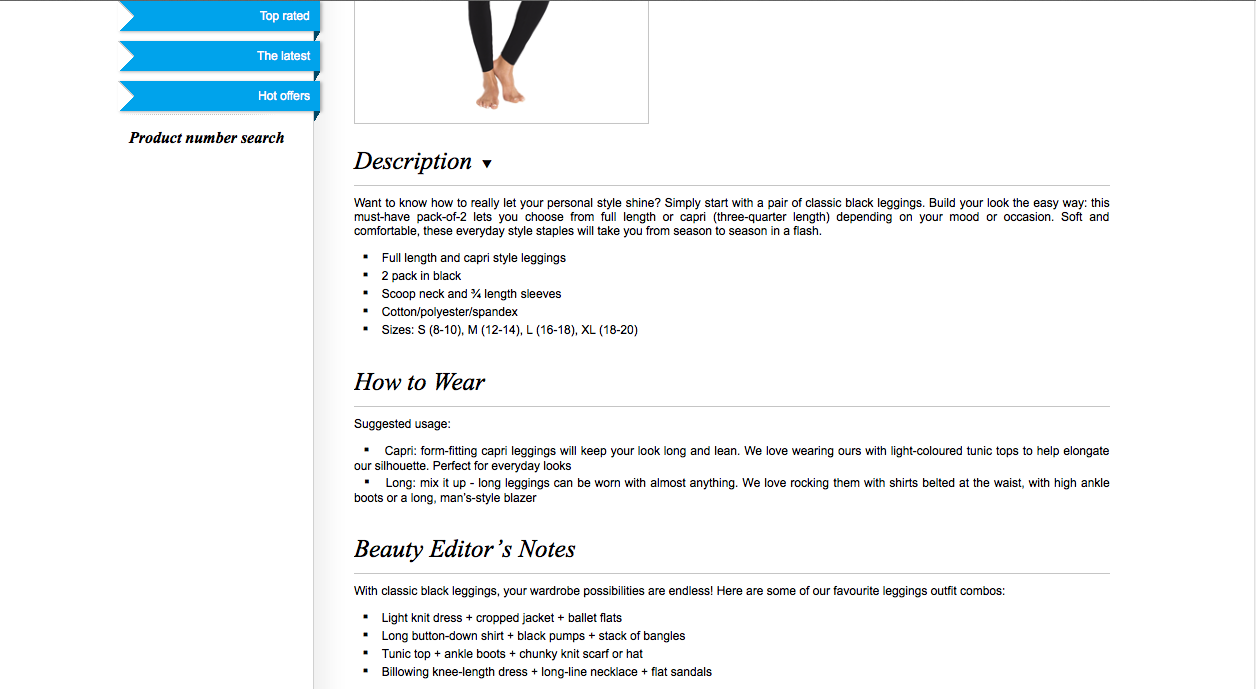 Top rated
The latest
Hot offers
Product number search
Description ▼
Want to know how to really let your personal style shine? Simply start with a pair of classic black leggings. Build your look the easy way: this
must-have pack-of-2 lets you choose from full length or capri (three-quarter length) depending on your mood or occasion. Soft and
comfortable, these everyday style staples will take you from season to season in a flash.
▪ Full length and capri style leggings
▪ 2 pack in black
▪ Scoop neck and ¾ length sleeves
▪ Cotton/polyester/spandex
▪ Sizes: S (8-10), M (12-14), L (16-18), XL (18-20)
How to Wear
Suggested usage:
▪ Capri: form-fitting capri leggings will keep your look long and lean. We love wearing ours with light-coloured tunic tops to help elongate
our silhouette. Perfect for everyday looks
▪ Long: mix it up - long leggings can be worn with almost anything. We love rocking them with shirts belted at the waist, with high ankle
boots or a long, man's-style blazer
Beauty Editor’s Notes
With classic black leggings, your wardrobe possibilities are endless! Here are some of our favourite leggings outfit combos:
▪ Light knit dress + cropped jacket + ballet flats
▪ Long button-down shirt + black pumps + stack of bangles
▪ Tunic top + ankle boots + chunky knit scarf or hat
▪ Billowing knee-length dress + long-line necklace + flat sandals